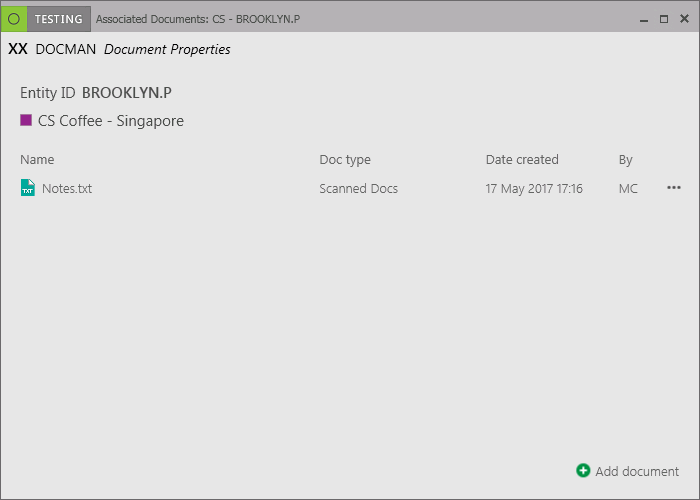 TESTING Associated Documents: CS - BROOKLYN.P
XX DOCMAN Document Properties
Entity ID BROOKLYN.P
CS Coffee - Singapore
Name Doc type Date created By
TXT Notes.txt Scanned Docs 17 May 2017 17:16 MC
Add document